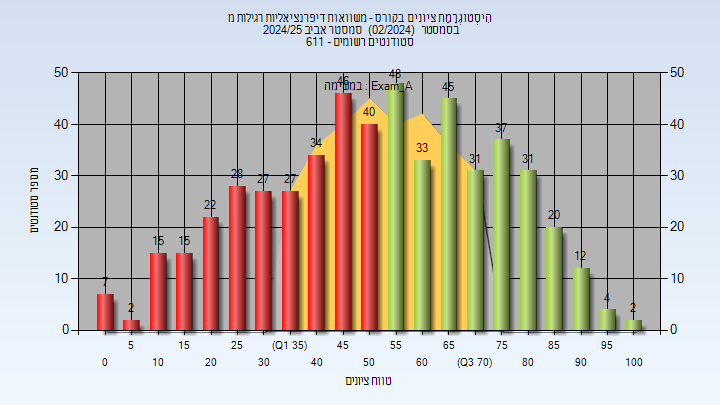 היסטוגרמת ציונים בקורס - משוואות דיפרנציאליות רגילות מ
בסמסטר (02/2024) סמסטר אביב 2024/25
סטודנטים רשומים - 611
במגימה : Exam_A
50 50
40 40
30 30
20 20
10 10
0 0
מספר סטודנטים
7 2 15 15 22 28 27 27 34 46 40 48 33 45 31 37 31 20 12 4 2
5 15 25 (Q1 35) 45 55 65 75 85 95
0 10 20 30 40 50 60 (Q3 70) 80 90 100
טווח ציונים